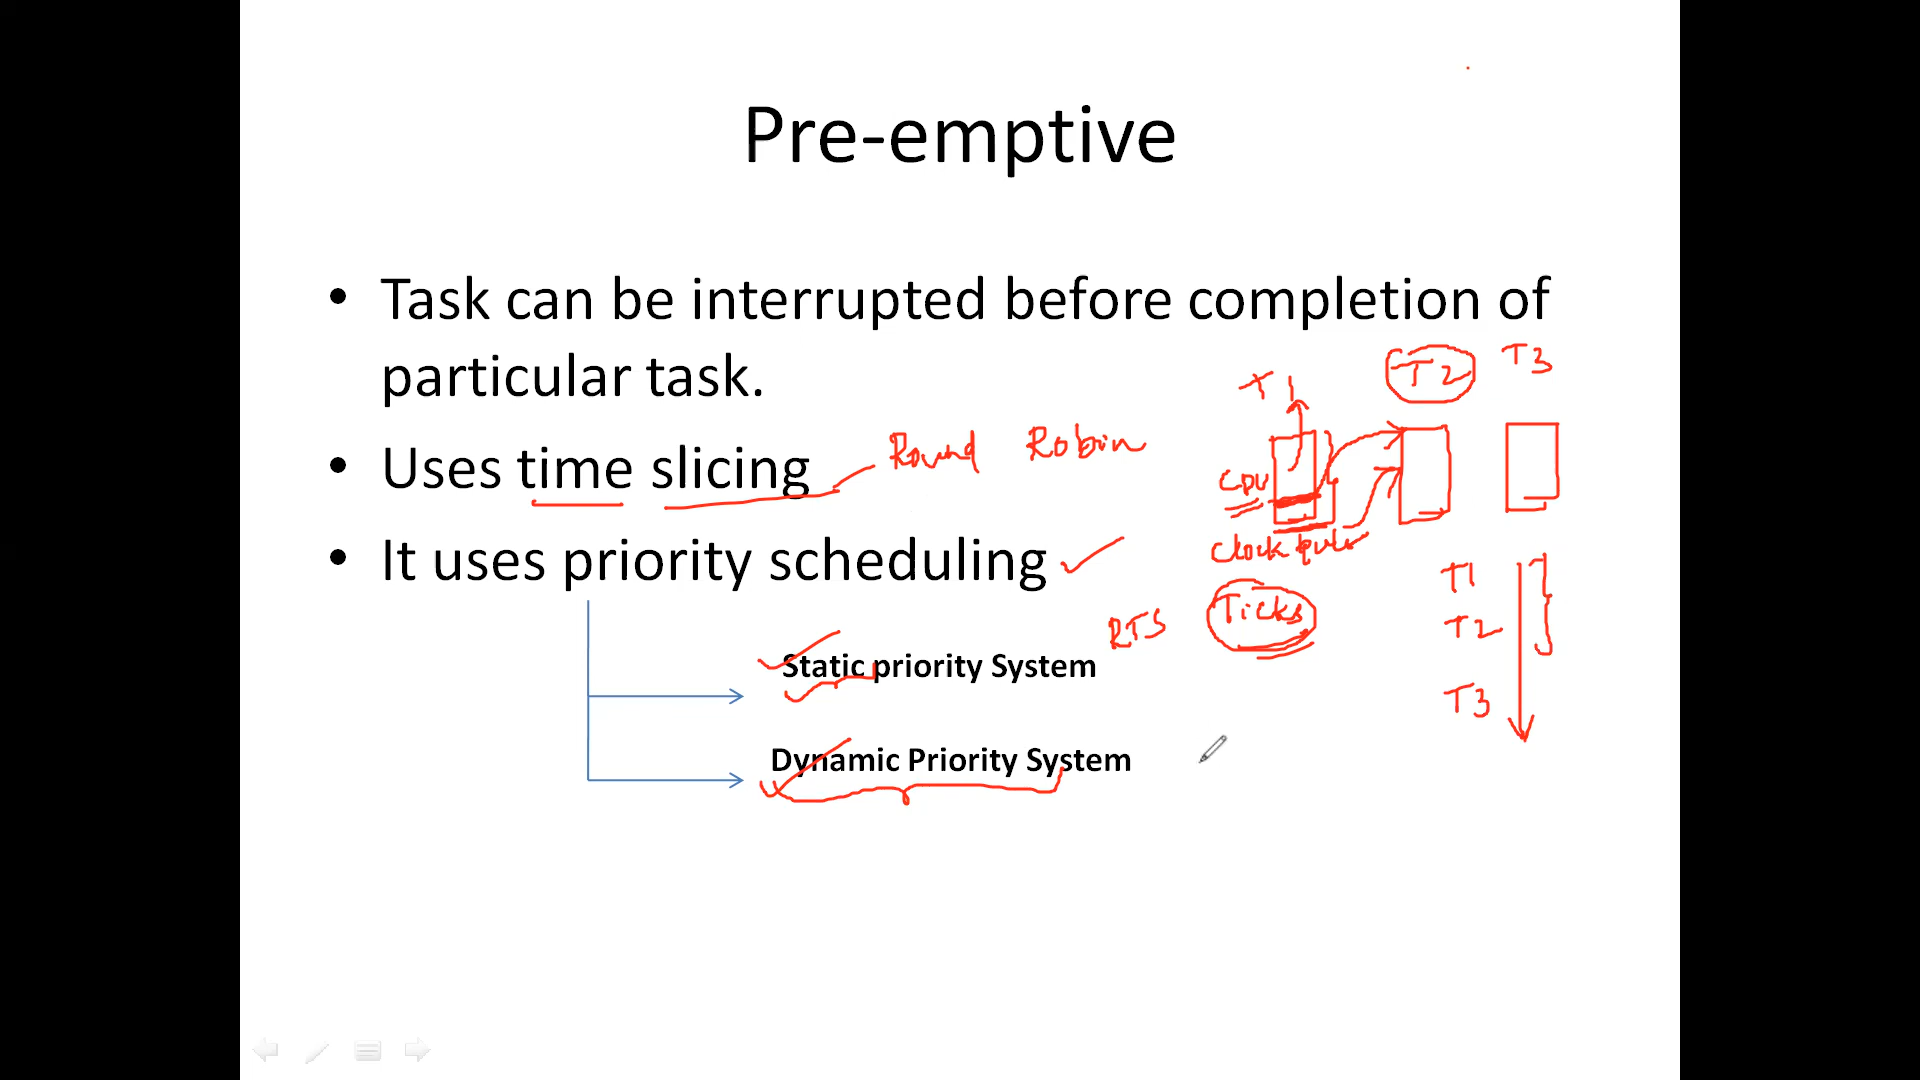 Pre-emptive
• Task can be interrupted before completion of
particular task.
T1 T2 T3
• Uses time slicing Round Robin
CPU
• It uses priority scheduling
Clock
Ticks
RTS
T1
T2
T3
Static priority System
Dynamic Priority System